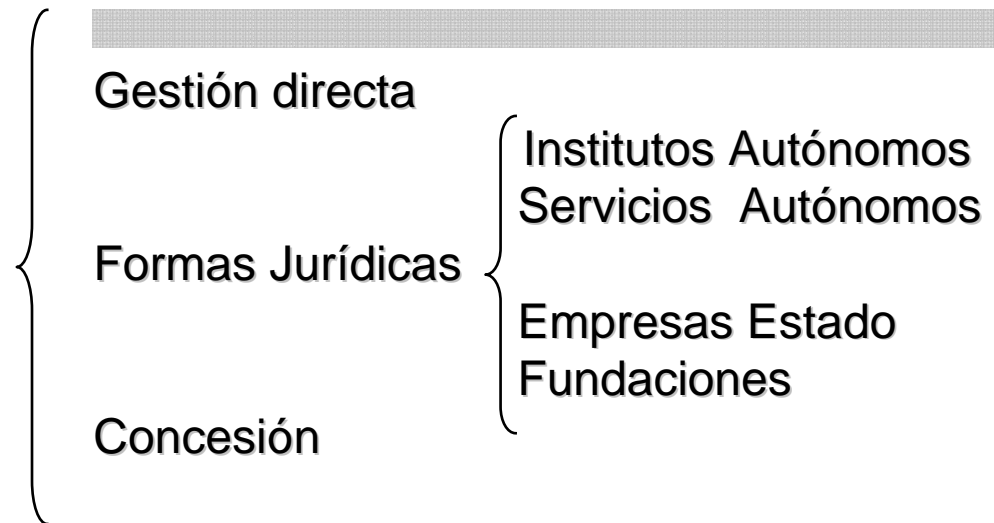 Gestión directa
Institutos Autónomos
Servicios Autónomos
Formas Jurídicas
Empresas Estado
Fundaciones
Concesión